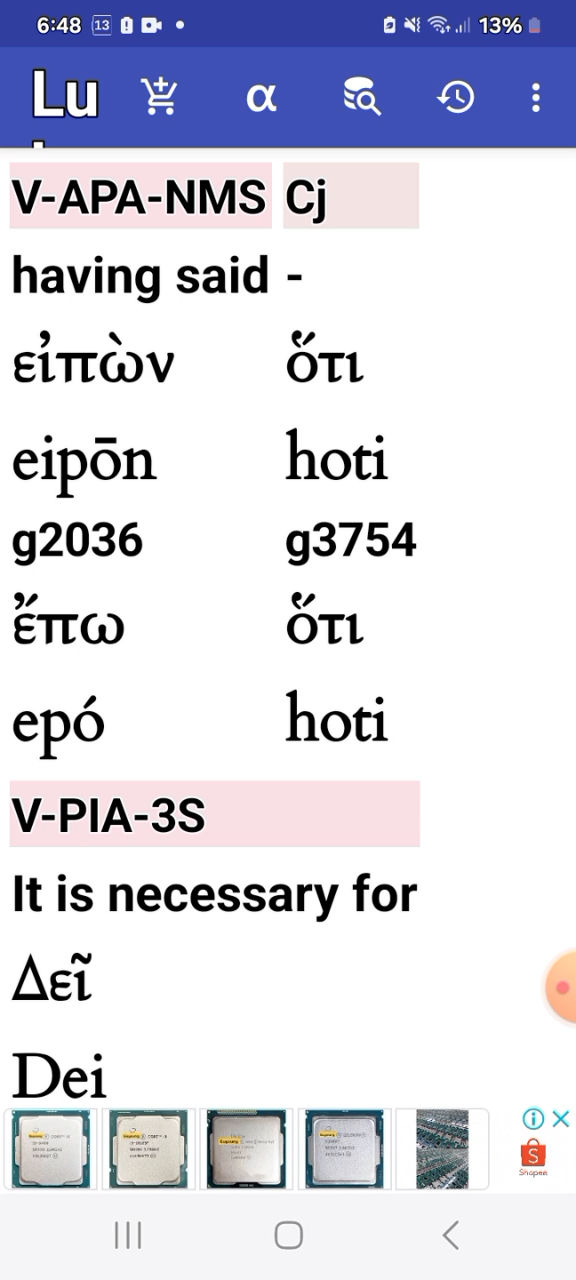 6:48 13 13%
Lu α
V-APA-NMS Cj
having said -
εἰπὼν ὅτι
eipōn hoti
g2036 g3754
ἔπω ὅτι
epó hoti
V-PIA-3S
It is necessary for
Δεῖ
Dei
Shopee